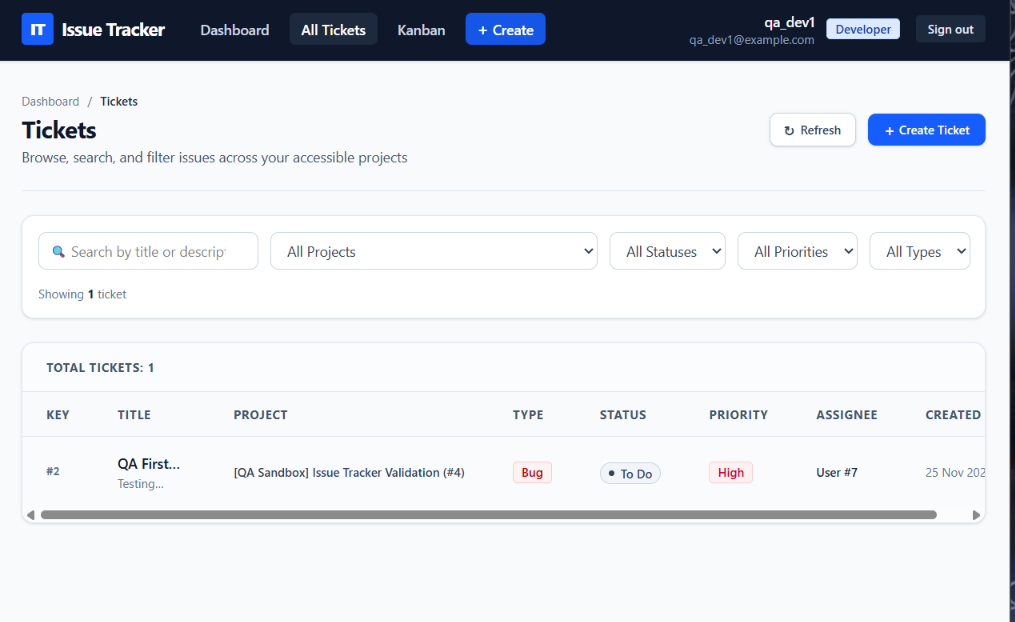 IT Issue Tracker Dashboard All Tickets Kanban + Create qa_dev1 Developer Sign out
qa_dev1@example.com
Dashboard / Tickets
Tickets
Browse, search, and filter issues across your accessible projects
↻ Refresh + Create Ticket
🔍 Search by title or descrip All Projects All Statuses All Priorities All Types
Showing 1 ticket
TOTAL TICKETS: 1
KEY TITLE PROJECT TYPE STATUS PRIORITY ASSIGNEE CREATED
#2 QA First... [QA Sandbox] Issue Tracker Validation (#4) Bug • To Do High User #7 25 Nov 202
Testing...